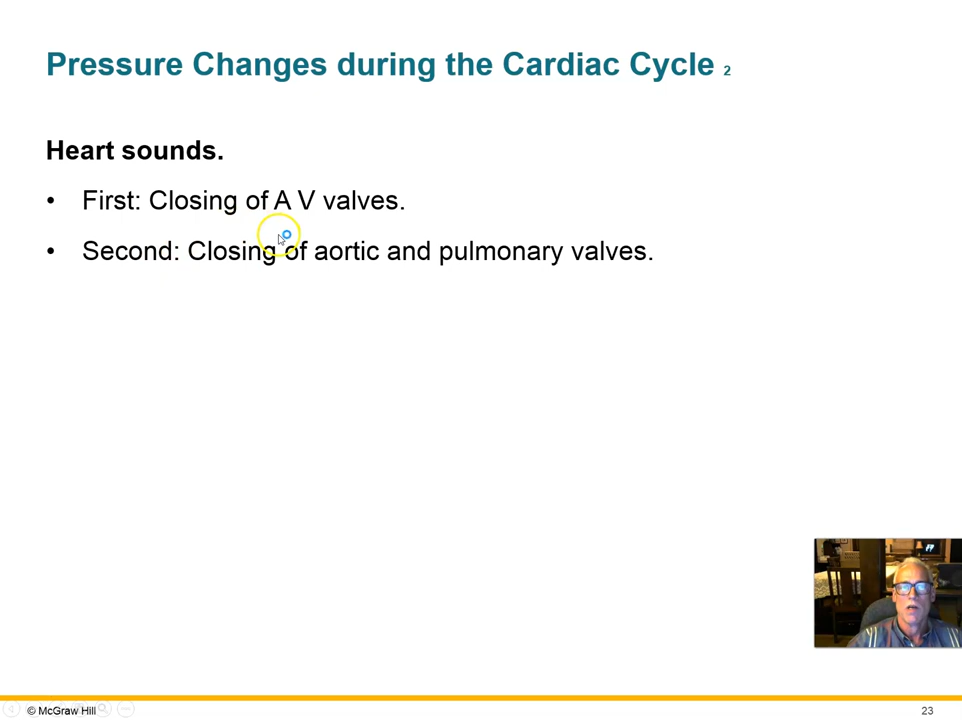 Pressure Changes during the Cardiac Cycle 2
Heart sounds.
• First: Closing of A V valves.
• Second: Closing of aortic and pulmonary valves.
© McGraw Hill
23